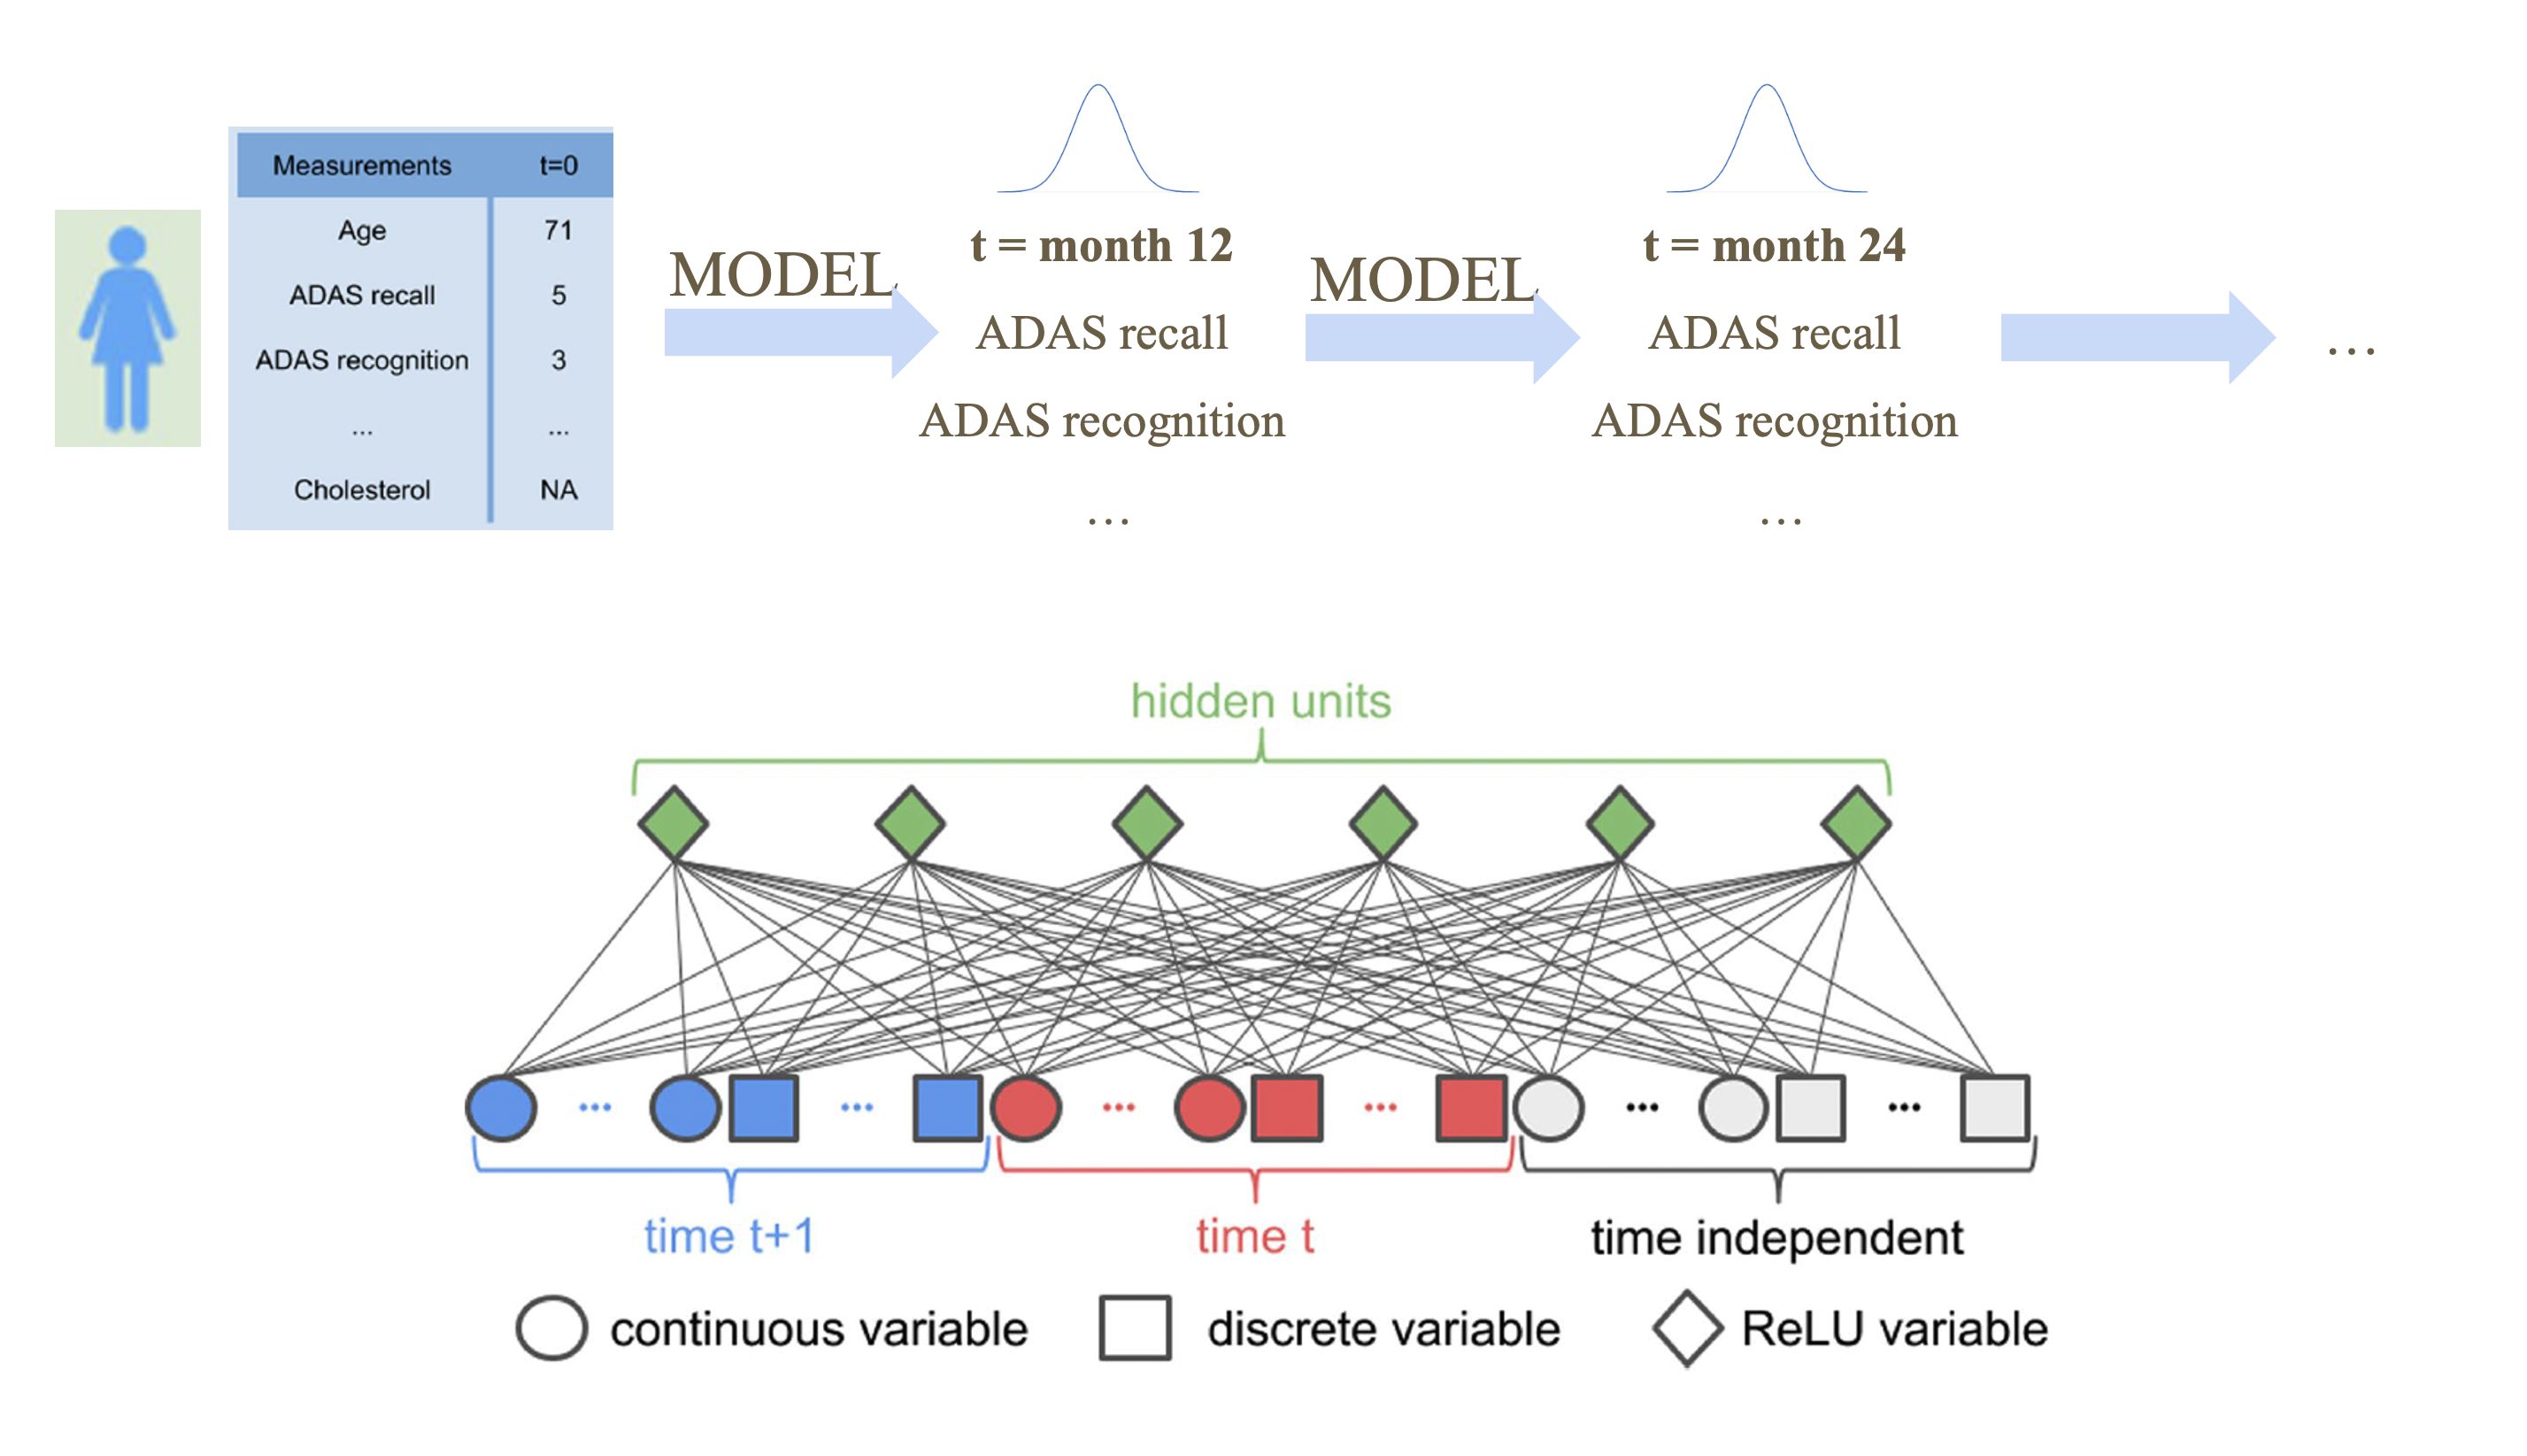 Measurements t=0
Age 71
ADAS recall 5
ADAS recognition 3
... ...
Cholesterol NA
MODEL
t = month 12
ADAS recall
ADAS recognition
...
MODEL
t = month 24
ADAS recall
ADAS recognition
...
...
hidden units
... ... ... ... ... ...
time t+1 time t time independent
continuous variable discrete variable ReLU variable